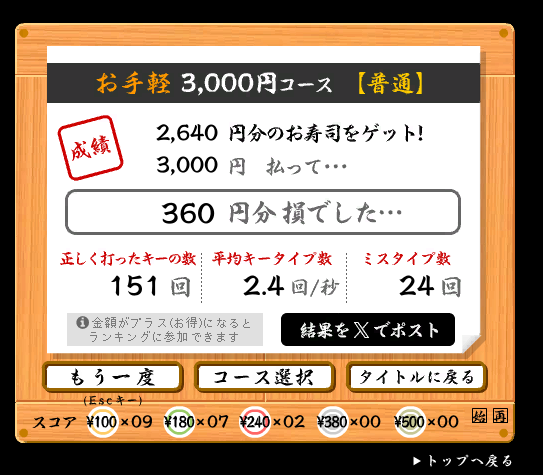 お手軽 3,000円コース 【普通】
成績
2,640 円分のお寿司をゲット!
3,000 円 払って…
360 円分損でした…
正しく打ったキーの数 平均キータイプ数 ミスタイプ数
151 回 2.4 回/秒 24 回
金額がプラス(お得)になると
ランキングに参加できます
結果を𝕏でポスト
もう一度 コース選択 タイトルに戻る
(Escキー)
スコア ¥100×09 ¥180×07 ¥240×02 ¥380×00 ¥500×00 始 再
▶トップへ戻る